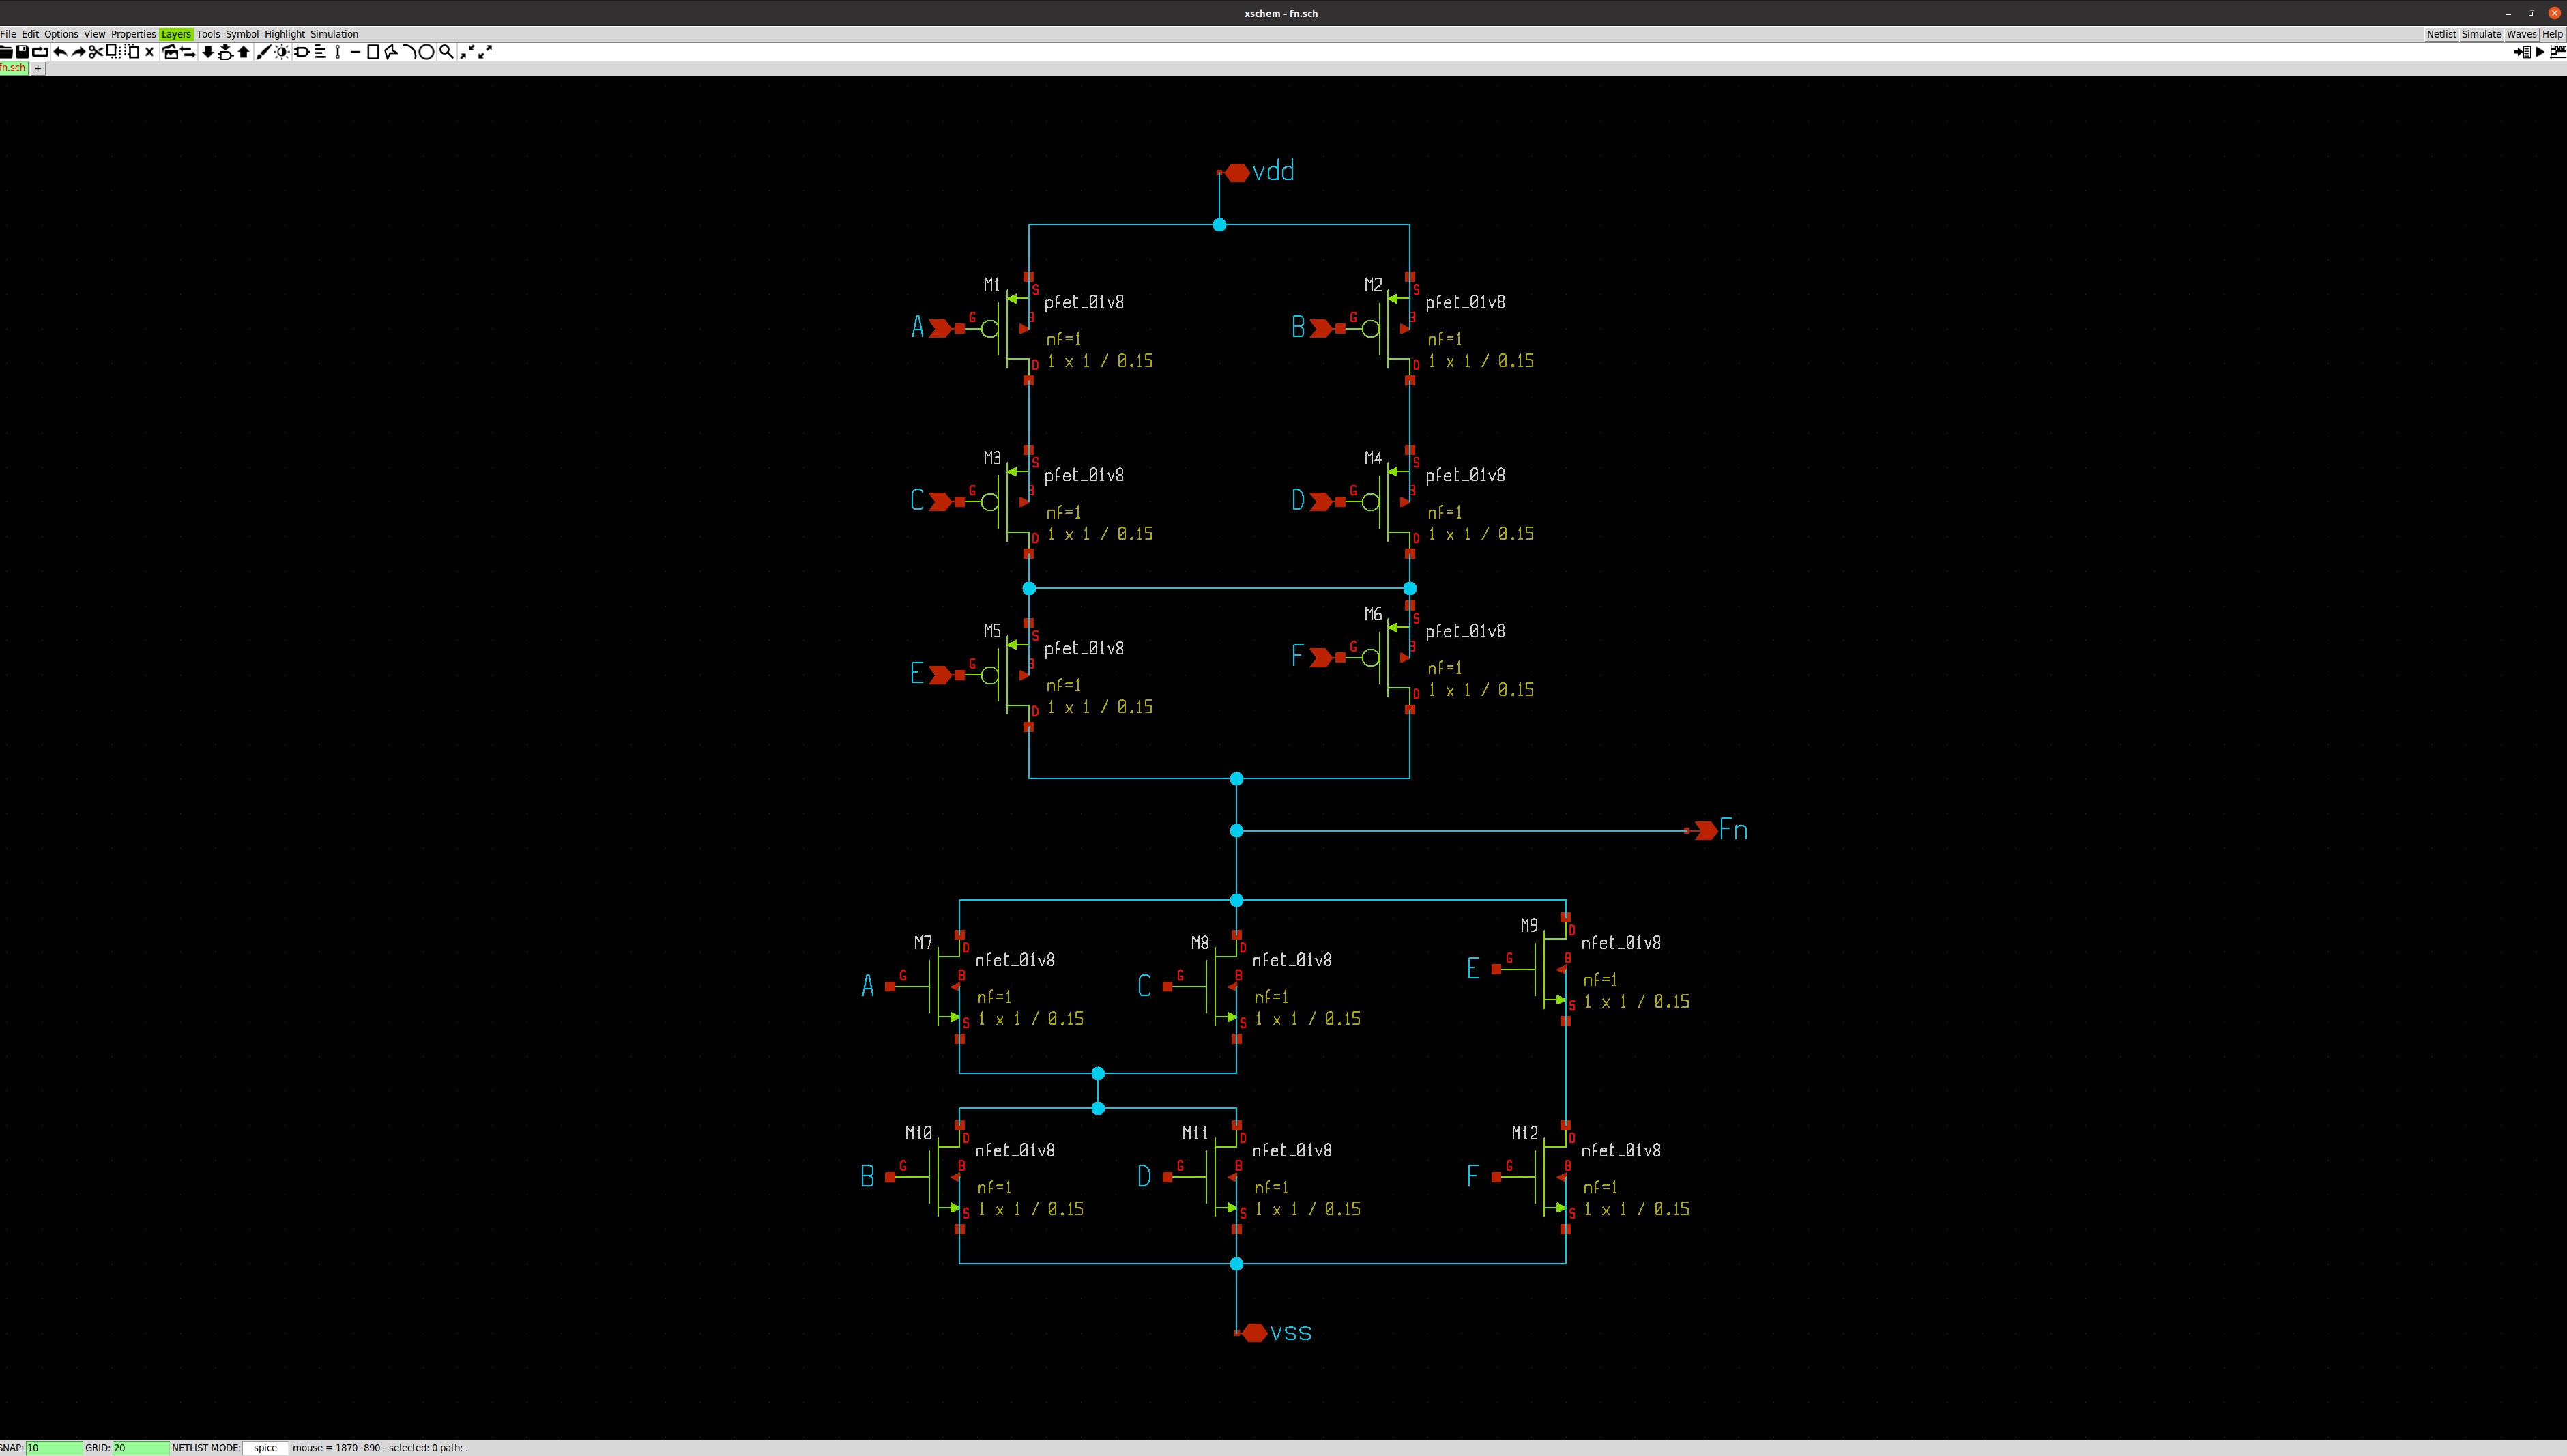 xschem - fn.sch
File Edit Options View Properties Layers Tools Symbol Highlight Simulation Netlist Simulate Waves Help
fn.sch +
vdd
M1
S
pfet_01v8
A
G
B
nf=1
1 x 1 / 0.15
D
M2
S
pfet_01v8
B
G
B
nf=1
1 x 1 / 0.15
D
M3
S
pfet_01v8
C
G
B
nf=1
1 x 1 / 0.15
D
M4
S
pfet_01v8
D
G
B
nf=1
1 x 1 / 0.15
D
M5
S
pfet_01v8
E
G
B
nf=1
1 x 1 / 0.15
D
M6
S
pfet_01v8
F
G
B
nf=1
1 x 1 / 0.15
D
Fn
M7
D
nfet_01v8
A
G
B
nf=1
1 x 1 / 0.15
S
M8
D
nfet_01v8
C
G
B
nf=1
1 x 1 / 0.15
S
M9
D
nfet_01v8
E
G
B
nf=1
1 x 1 / 0.15
S
M10
D
nfet_01v8
B
G
B
nf=1
1 x 1 / 0.15
S
M11
D
nfet_01v8
D
G
B
nf=1
1 x 1 / 0.15
S
M12
D
nfet_01v8
F
G
B
nf=1
1 x 1 / 0.15
S
vss
SNAP: 10 GRID: 20 NETLIST MODE: spice mouse = 1870 -890 - selected: 0 path: .